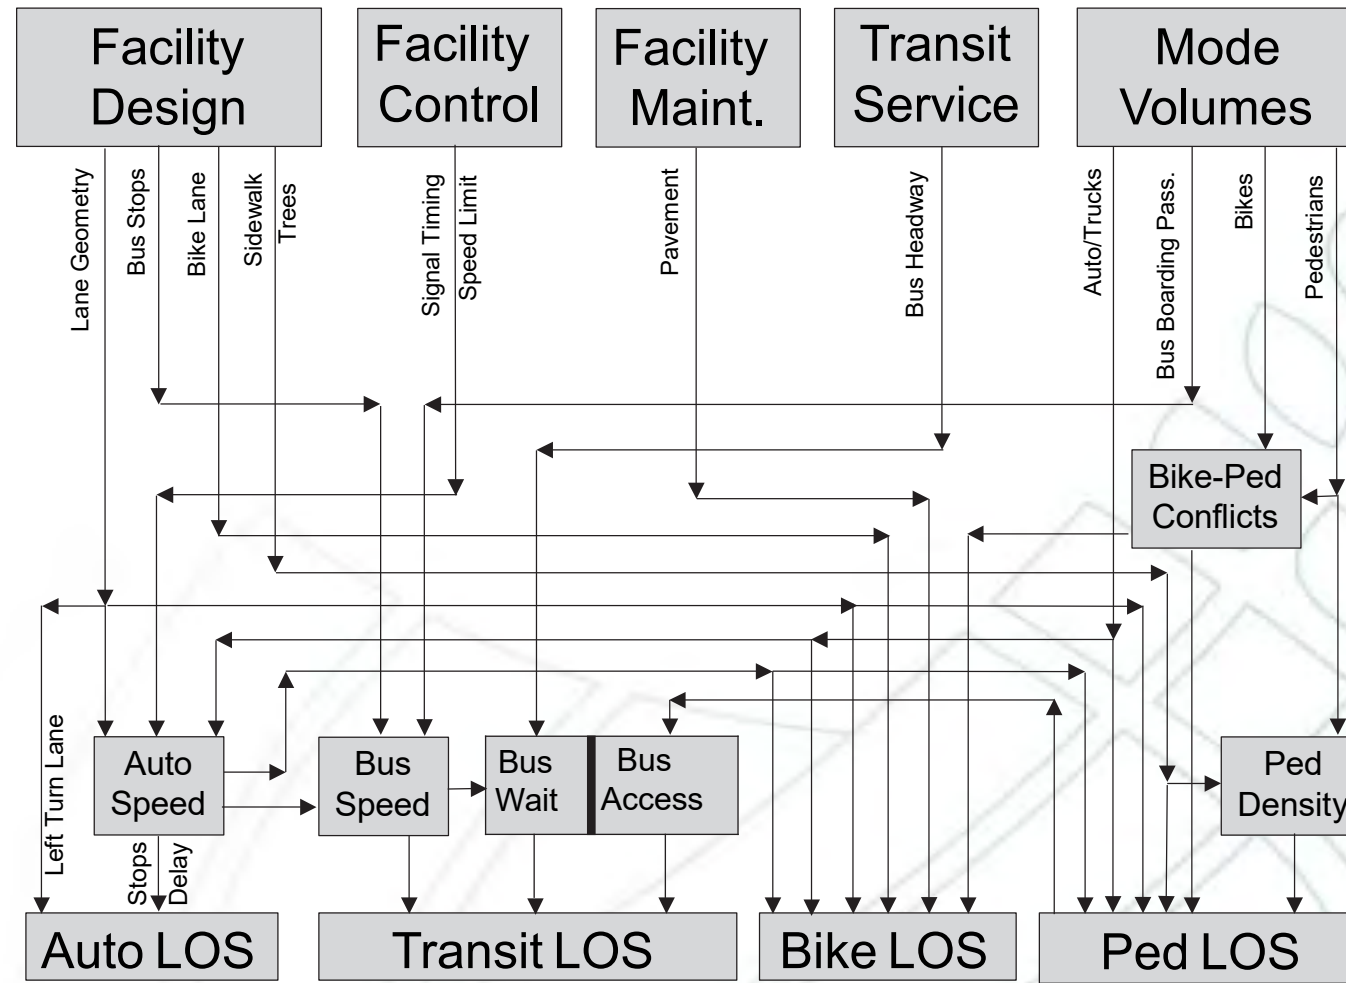 Facility
Design
Facility
Control
Facility
Maint.
Transit
Service
Mode
Volumes
Lane Geometry
Bus Stops
Bike Lane
Sidewalk
Trees
Signal Timing
Speed Limit
Pavement
Bus Headway
Auto/Trucks
Bus Boarding Pass.
Bikes
Pedestrians
Bike-Ped
Conflicts
Left Turn Lane
Auto
Speed
Bus
Speed
Bus
Wait
Bus
Access
Ped
Density
Stops
Delay
Auto LOS
Transit LOS
Bike LOS
Ped LOS